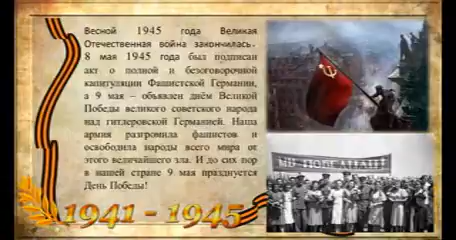 Весной 1945 года Великая
Отечественная война закончилась.
8 мая 1945 года был подписан
акт о полной и безоговорочной
капитуляции Фашистской Германии,
а 9 мая – объявлен днём Великой
Победы великого советского народа
над гитлеровской Германией. Наша
армия разгромила фашистов и
освободила народы всего мира от
этого величайшего зла. И до сих пор
в нашей стране 9 мая празднуется
День Победы!
МЫ ПОБЕДИЛИ!
1941 - 1945